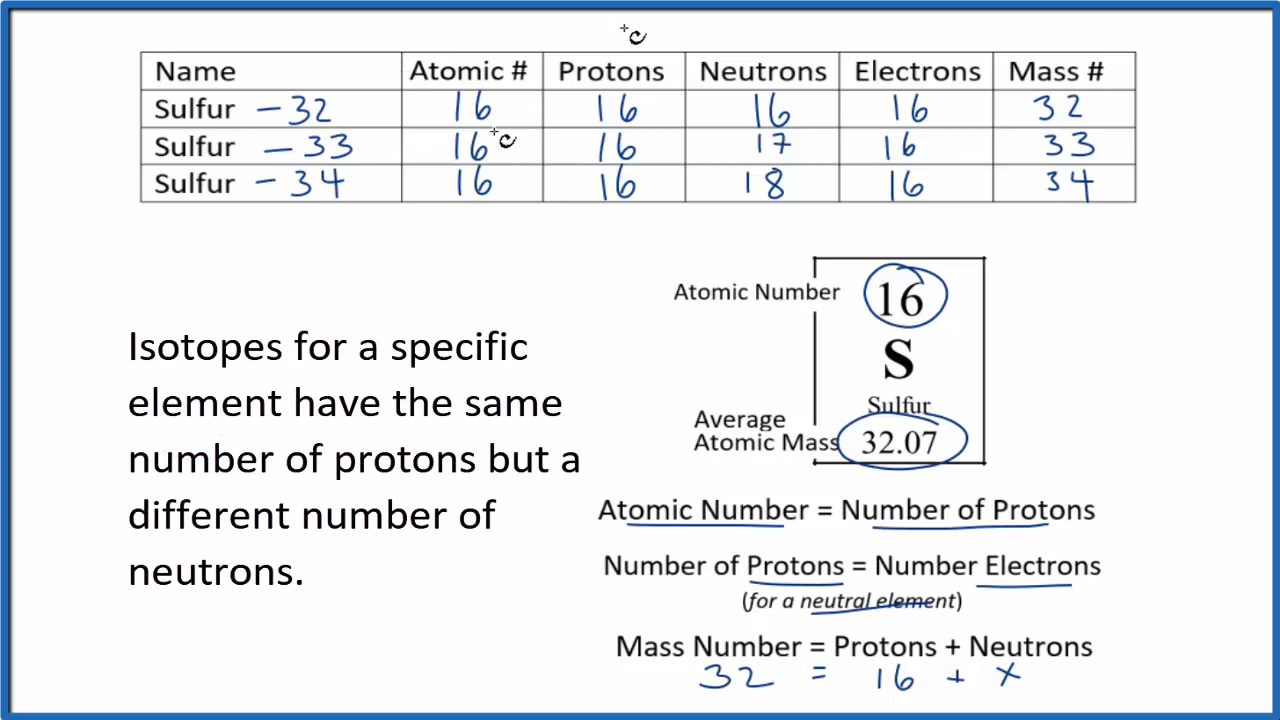 Name Atomic # Protons Neutrons Electrons Mass #
Sulfur - 32 16 16 16 16 32
Sulfur - 33 16 16 17 16 33
Sulfur - 34 16 16 18 16 34
Atomic Number 16
S
Sulfur
Average
Atomic Mass 32.07
Isotopes for a specific
element have the same
number of protons but a
different number of
neutrons.
Atomic Number = Number of Protons
Number of Protons = Number Electrons
(for a neutral element)
Mass Number = Protons + Neutrons
32 = 16 + x